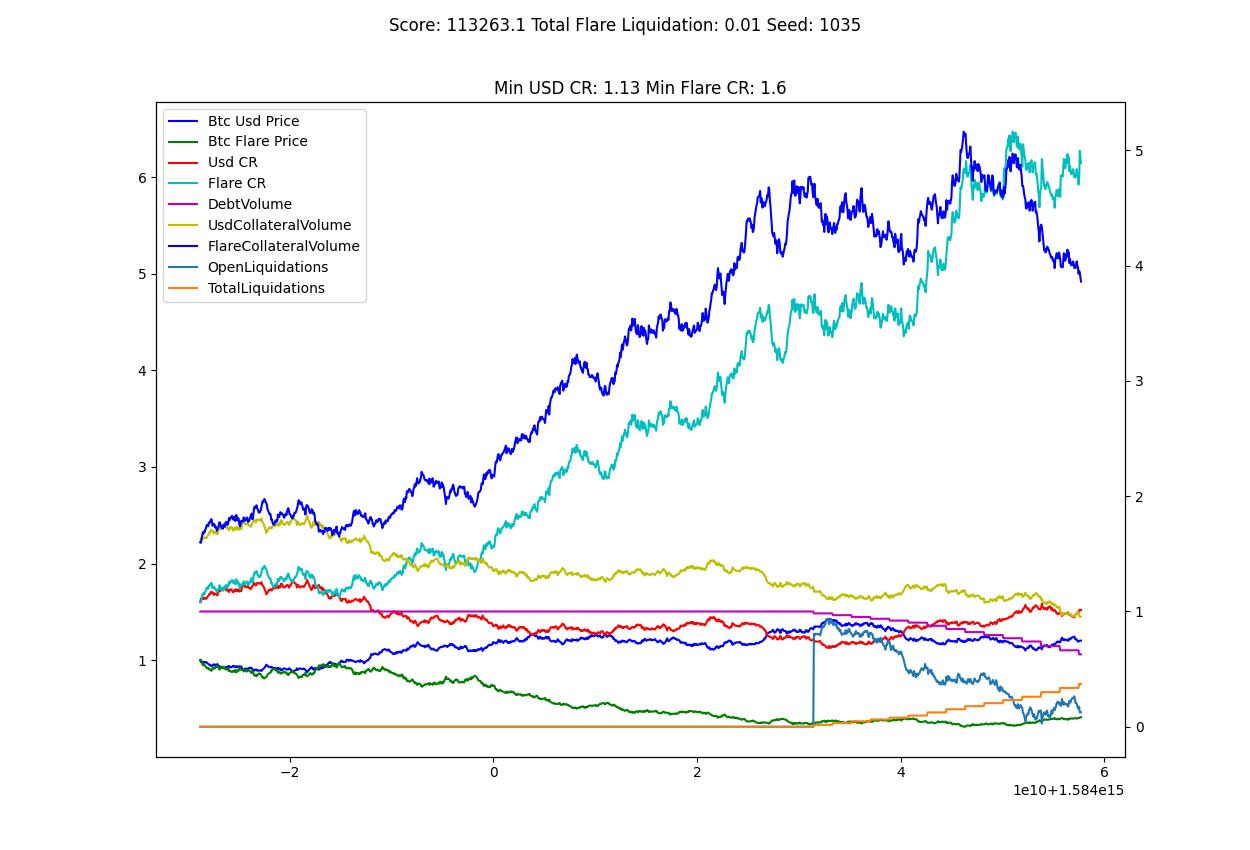 Score: 113263.1 Total Flare Liquidation: 0.01 Seed: 1035
Min USD CR: 1.13 Min Flare CR: 1.6
Btc Usd Price
Btc Flare Price
Usd CR
Flare CR
DebtVolume
UsdCollateralVolume
FlareCollateralVolume
OpenLiquidations
TotalLiquidations
6
5
4
3
2
1
5
4
3
2
1
0
−2
0
2
4
6
1e10+1.584e15